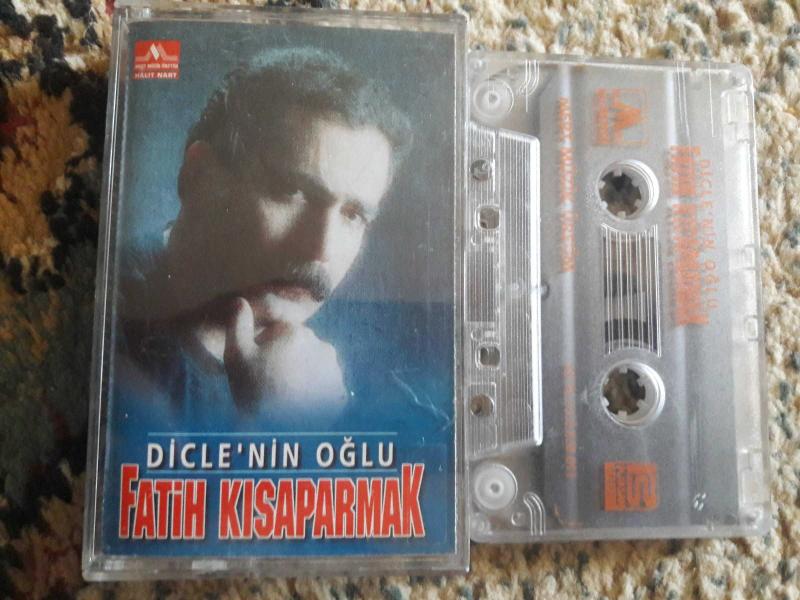 HALİT NART
DİCLE'NİN OĞLU
FATİH KISAPARMAK
DİCLE'NİN OĞLU
FATİH KISAPARMAK